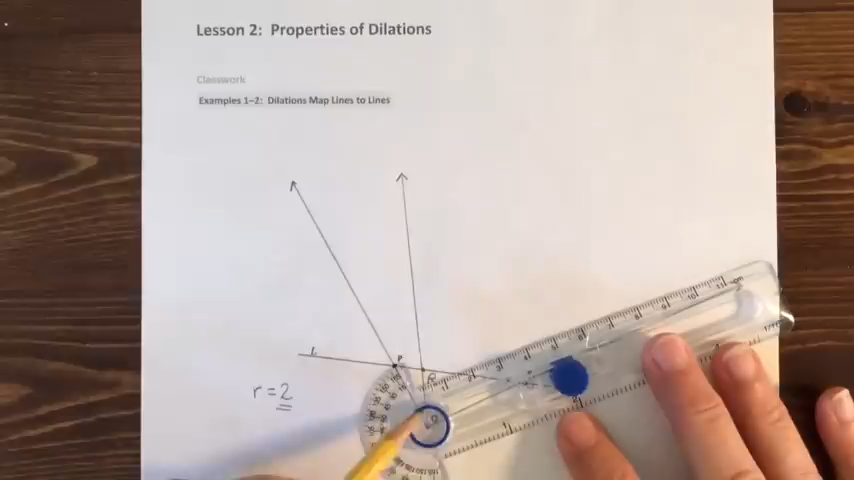 Lesson 2: Properties of Dilations
Classwork
Examples 1–2: Dilations Map Lines to Lines
L
P
R
r = 2
O